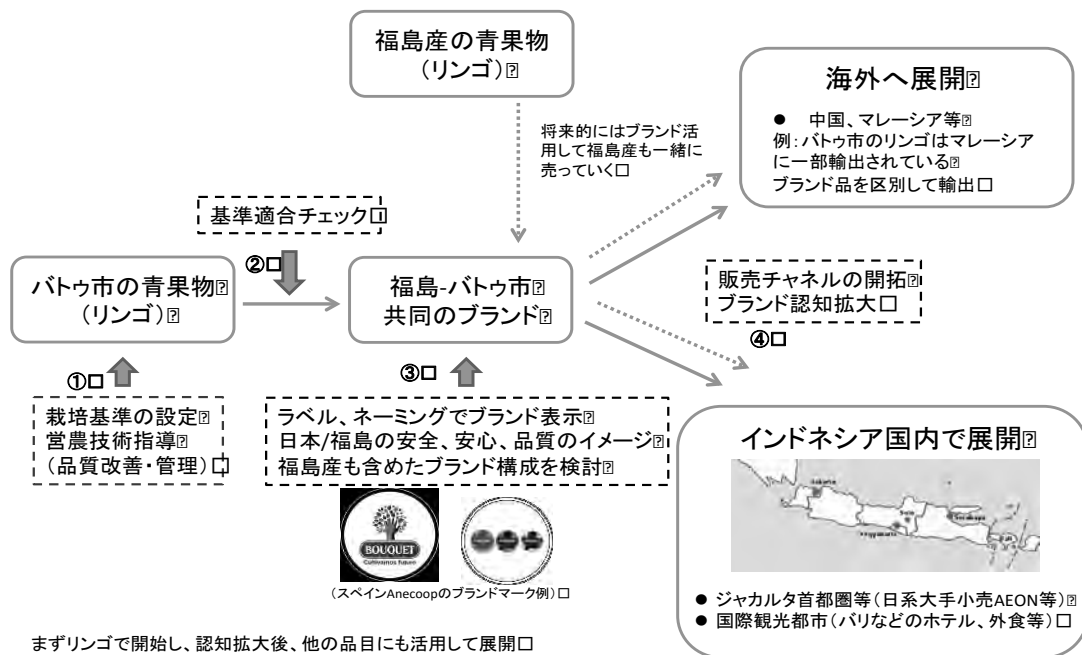 福島産の青果物
(リンゴ)
海外へ展開
● 中国、マレーシア等
例：バトゥ市のリンゴはマレーシア
に一部輸出されている
ブランド品を区別して輸出
将来的にはブランド活
用して福島産も一緒に
売っていく
基準適合チェック
②
バトゥ市の青果物
(リンゴ)
福島-バトゥ市
共同のブランド
販売チャネルの開拓
ブランド認知拡大
④
①
栽培基準の設定
営農技術指導
(品質改善・管理)
③
ラベル、ネーミングでブランド表示
日本/福島の安全、安心、品質のイメージ
福島産も含めたブランド構成を検討
BOUQUET
Cultivamos Futuro
(スペインAnecoopのブランドマーク例)
インドネシア国内で展開
Jakarta
Solo
Surabaya
Yogyakarta
● ジャカルタ首都圏等(日系大手小売AEON等)
● 国際観光都市(バリなどのホテル、外食等)
まずリンゴで開始し、認知拡大後、他の品目にも活用して展開